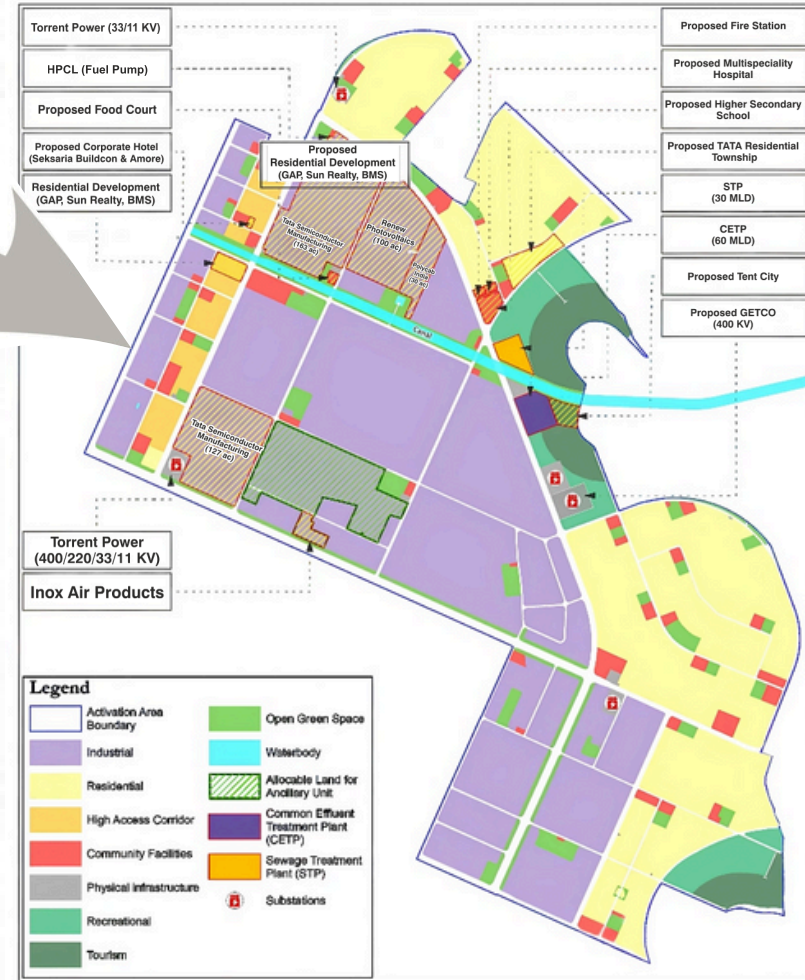 Torrent Power (33/11 KV)
HPCL (Fuel Pump)
Proposed Food Court
Proposed Corporate Hotel
(Seksaria Buildcon & Amore)
Residential Development
(GAP, Sun Realty, BMS)
Proposed
Residential Development
(GAP, Sun Realty, BMS)
Proposed Fire Station
Proposed Multispeciality
Hospital
Proposed Higher Secondary
School
Proposed TATA Residential
Township
STP
(30 MLD)
CETP
(60 MLD)
Proposed Tent City
Proposed GETCO
(400 KV)
Tata Semiconductor
Manufacturing
(163 ac)
Renew
Photovoltaics
(100 ac)
Polycab
India
(30 ac)
Canal
Tata Semiconductor
Manufacturing
(127 ac)
Torrent Power
(400/220/33/11 KV)
Inox Air Products
Legend
Activation Area
Boundary
Industrial
Residential
High Access Corridor
Community Facilities
Physical Infrastructure
Recreational
Tourism
Open Green Space
Waterbody
Allocable Land for
Ancillary Unit
Common Effluent
Treatment Plant
(CETP)
Sewage Treatment
Plant (STP)
Substations